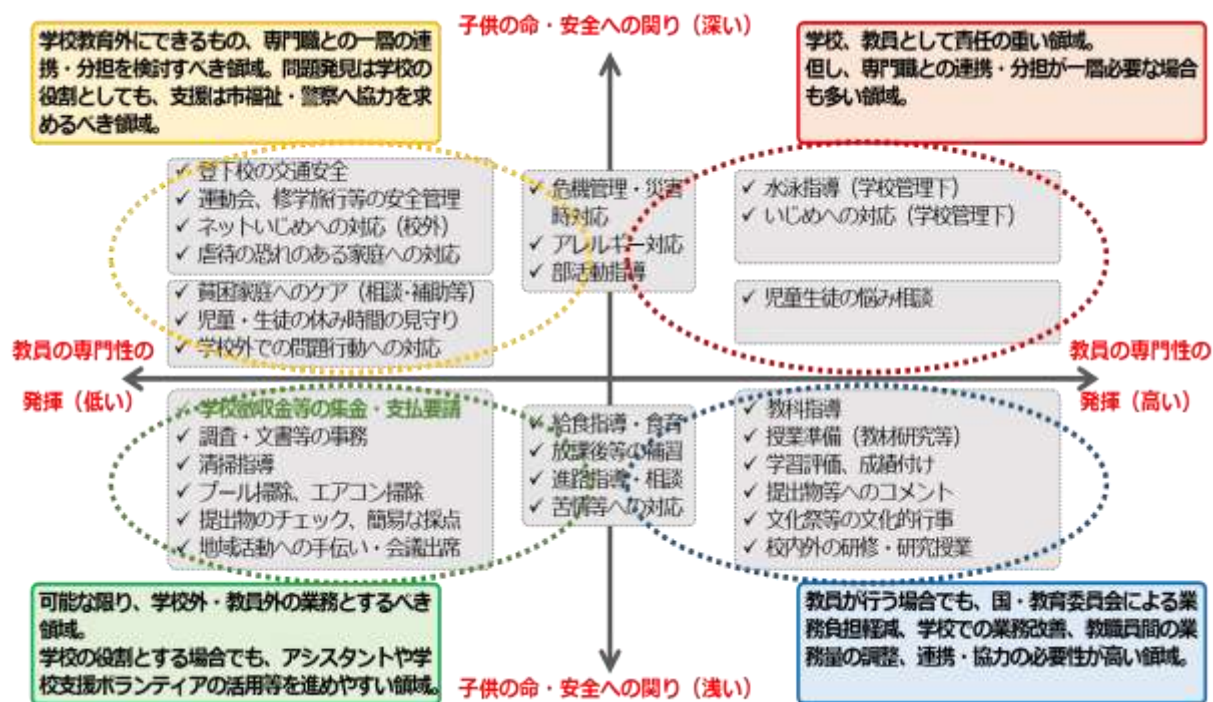 子供の命・安全への関り（深い）
学校教育外にできるもの、専門職との一層の連
携・分担を検討すべき領域。問題発見は学校の
役割としても、支援は市福祉・警察へ協力を求
めるべき領域。
学校、教員として責任の重い領域。
但し、専門職との連携・分担が一層必要な場合
も多い領域。
✓ 登下校の交通安全
✓ 運動会、修学旅行等の安全管理
✓ ネットいじめへの対応（校外）
✓ 虐待の恐れのある家庭への対応
✓ 危機管理・災害
時対応
✓ アレルギー対応
✓ 部活動指導
✓ 水泳指導（学校管理下）
✓ いじめへの対応（学校管理下）
✓ 貧困家庭へのケア（相談・補助等）
✓ 児童・生徒の休み時間の見守り
✓ 学校外での問題行動への対応
✓ 児童生徒の悩み相談
教員の専門性の
発揮（低い）
教員の専門性の
発揮（高い）
✓ 学校徴収金等の集金・支払要請
✓ 調査・文書等の事務
✓ 清掃指導
✓ プール掃除、エアコン掃除
✓ 提出物のチェック、簡易な採点
✓ 地域活動への手伝い・会議出席
✓ 給食指導・食育
✓ 放課後等の補習
✓ 進路指導・相談
✓ 苦情等への対応
✓ 教科指導
✓ 授業準備（教材研究等）
✓ 学習評価、成績付け
✓ 提出物等へのコメント
✓ 文化祭等の文化的行事
✓ 校内外の研修・研究授業
可能な限り、学校外・教員外の業務とするべき
領域。
学校の役割とする場合でも、アシスタントや学
校支援ボランティアの活用等を進めやすい領域。
教員が行う場合でも、国・教育委員会による業
務負担軽減、学校での業務改善、教職員間の業
務量の調整、連携・協力の必要性が高い領域。
子供の命・安全への関り（浅い）